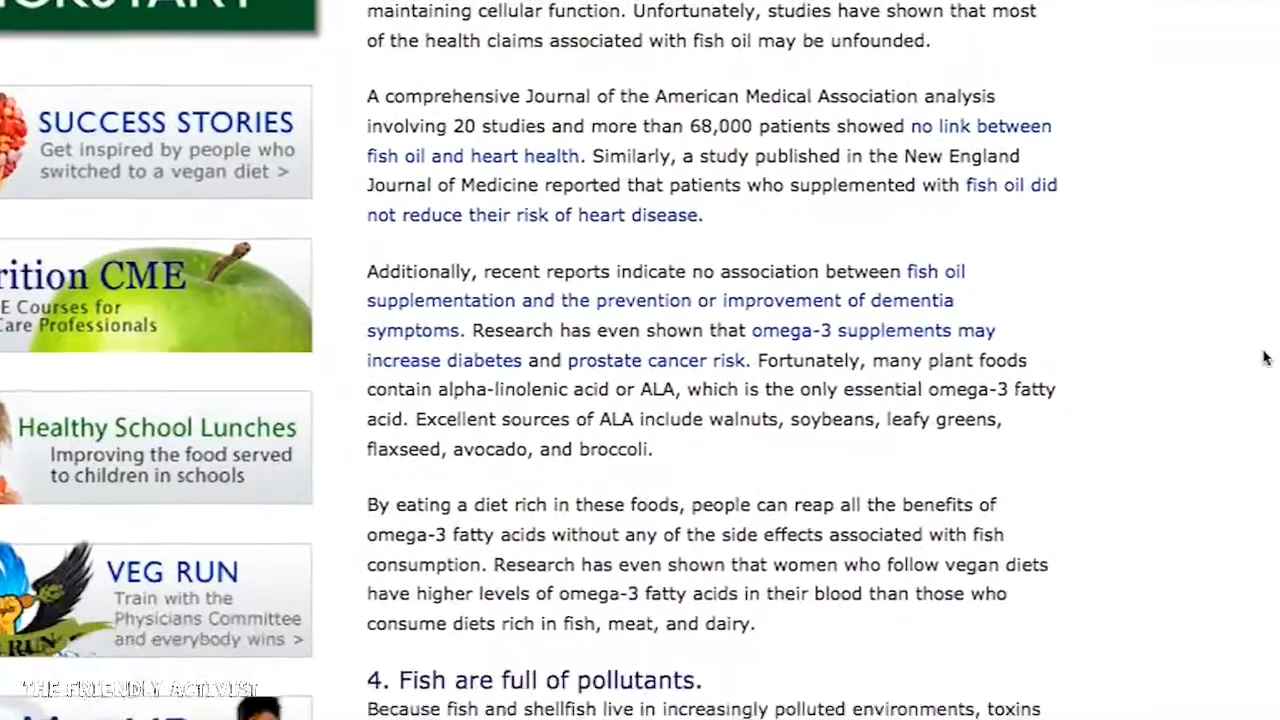 maintaining cellular function. Unfortunately, studies have shown that most
of the health claims associated with fish oil may be unfounded.
A comprehensive Journal of the American Medical Association analysis
involving 20 studies and more than 68,000 patients showed no link between
fish oil and heart health. Similarly, a study published in the New England
Journal of Medicine reported that patients who supplemented with fish oil did
not reduce their risk of heart disease.
Additionally, recent reports indicate no association between fish oil
supplementation and the prevention or improvement of dementia
symptoms. Research has even shown that omega-3 supplements may
increase diabetes and prostate cancer risk. Fortunately, many plant foods
contain alpha-linolenic acid or ALA, which is the only essential omega-3 fatty
acid. Excellent sources of ALA include walnuts, soybeans, leafy greens,
flaxseed, avocado, and broccoli.
By eating a diet rich in these foods, people can reap all the benefits of
omega-3 fatty acids without any of the side effects associated with fish
consumption. Research has even shown that women who follow vegan diets
have higher levels of omega-3 fatty acids in their blood than those who
consume diets rich in fish, meat, and dairy.
4. Fish are full of pollutants.
Because fish and shellfish live in increasingly polluted environments, toxins
SUCCESS STORIES
Get inspired by people who
switched to a vegan diet >
rition CME
E Courses for
Care Professionals
Healthy School Lunches
Improving the food served
to children in schools
VEG RUN
Train with the
Physicians Committee
and everybody wins >
RUN
THE FRIENDLY ACTIVIST